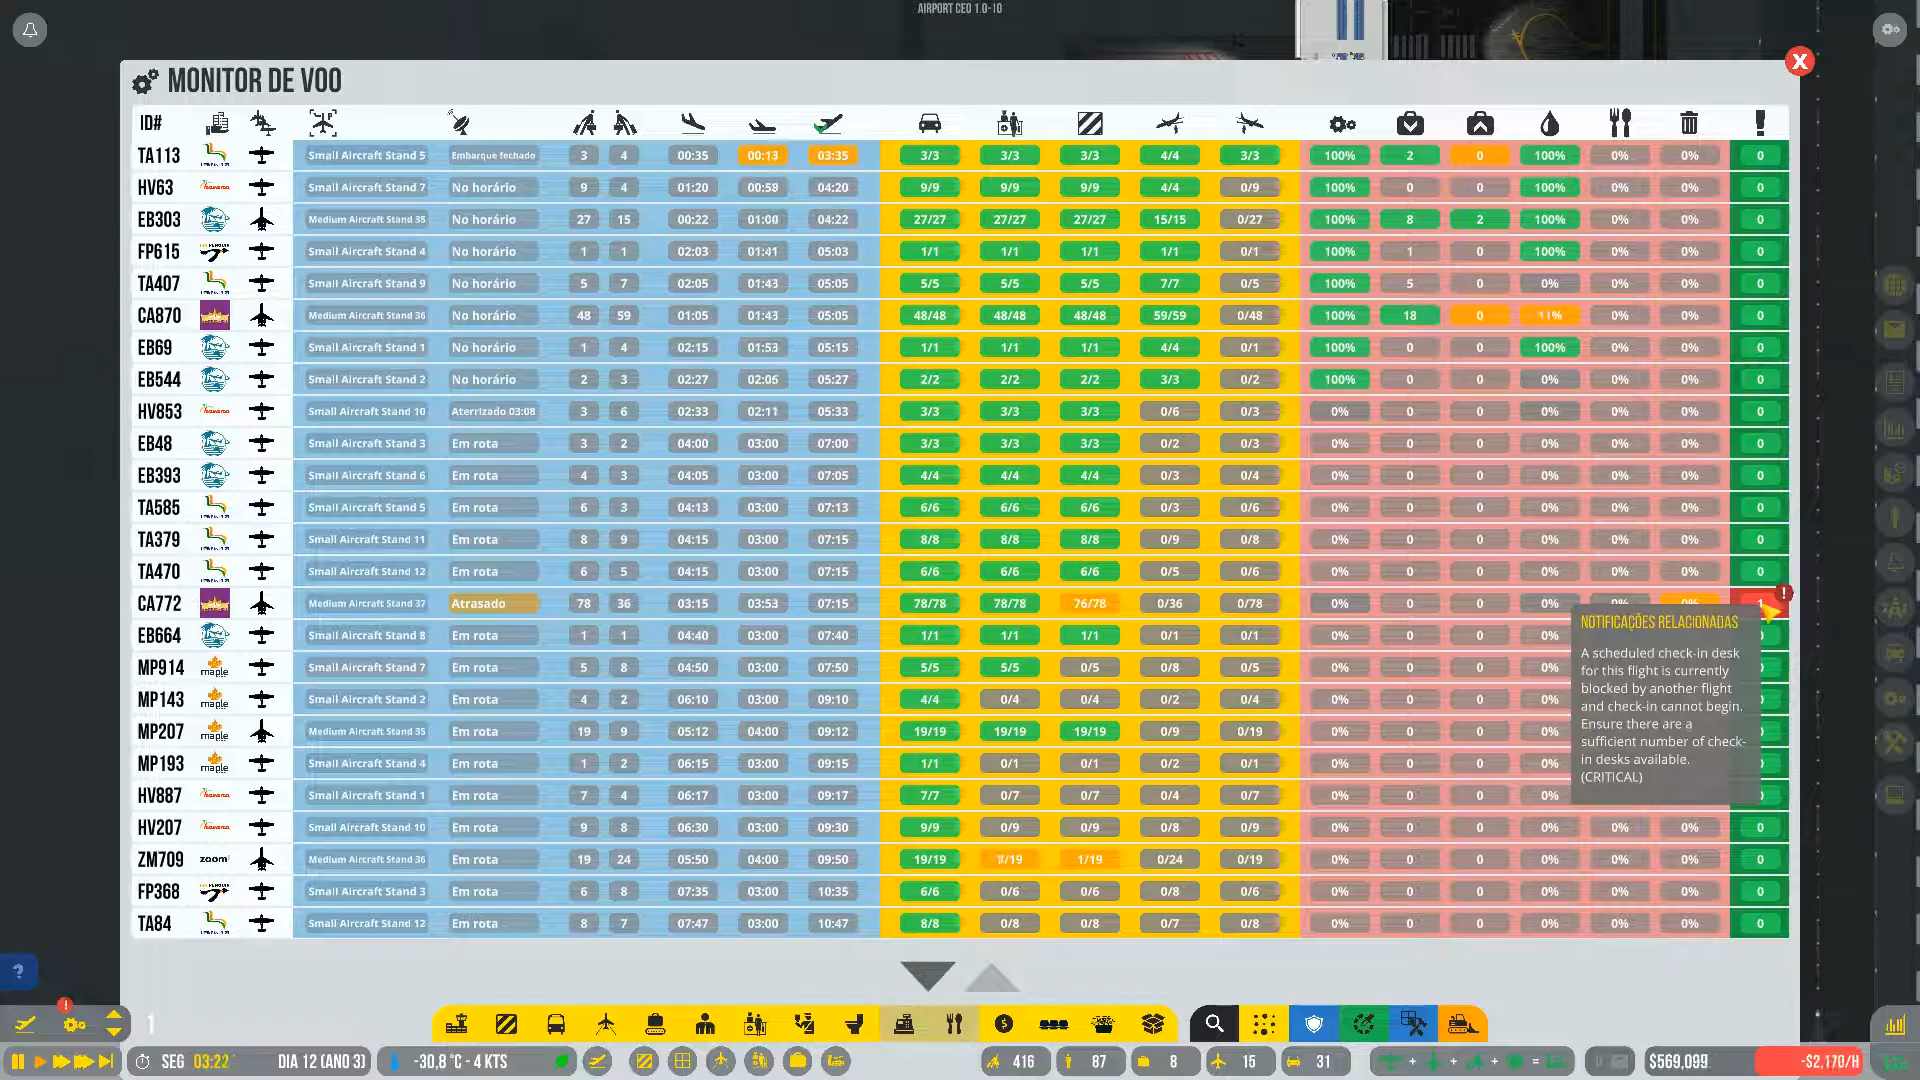 AIRPORT CEO 1.0-10
MONITOR DE VOO
X
ID#
TA113 Small Aircraft Stand 5 Embarque fechado 3 4 00:35 00:13 03:35 3/3 3/3 3/3 4/4 3/3 100% 2 0 100% 0% 0% 0
HV63 havana Small Aircraft Stand 7 No horário 9 4 01:20 00:58 04:20 9/9 9/9 9/9 4/4 0/9 100% 0 0 100% 0% 0% 0
EB303 Medium Aircraft Stand 35 No horário 27 15 00:22 01:00 04:22 27/27 27/27 27/27 15/15 0/27 100% 8 2 100% 0% 0% 0
FP615 Small Aircraft Stand 4 No horário 1 1 02:03 01:41 05:03 1/1 1/1 1/1 1/1 0/1 100% 1 0 100% 0% 0% 0
TA407 Small Aircraft Stand 9 No horário 5 7 02:05 01:43 05:05 5/5 5/5 5/5 7/7 0/5 100% 5 0 0% 0% 0% 0
CA870 Medium Aircraft Stand 36 No horário 48 59 01:05 01:43 05:05 48/48 48/48 48/48 59/59 0/48 100% 18 0 11% 0% 0% 0
EB69 Small Aircraft Stand 1 No horário 1 4 02:15 01:53 05:15 1/1 1/1 1/1 4/4 0/1 100% 0 0 100% 0% 0% 0
EB544 Small Aircraft Stand 2 No horário 2 3 02:27 02:06 05:27 2/2 2/2 2/2 3/3 0/2 100% 0 0 0% 0% 0% 0
HV853 havana Small Aircraft Stand 10 Aterrizado 03:08 3 6 02:33 02:11 05:33 3/3 3/3 3/3 0/6 0/3 0% 0 0 0% 0% 0% 0
EB48 Small Aircraft Stand 3 Em rota 3 2 04:00 03:00 07:00 3/3 3/3 3/3 0/2 0/3 0% 0 0 0% 0% 0% 0
EB393 Small Aircraft Stand 6 Em rota 4 3 04:05 03:00 07:05 4/4 4/4 4/4 0/3 0/4 0% 0 0 0% 0% 0% 0
TA585 Small Aircraft Stand 5 Em rota 6 3 04:13 03:00 07:13 6/6 6/6 6/6 0/3 0/6 0% 0 0 0% 0% 0% 0
TA379 Small Aircraft Stand 11 Em rota 8 9 04:15 03:00 07:15 8/8 8/8 8/8 0/9 0/8 0% 0 0 0% 0% 0% 0
TA470 Small Aircraft Stand 12 Em rota 6 5 04:15 03:00 07:15 6/6 6/6 6/6 0/5 0/6 0% 0 0 0% 0% 0% 0
CA772 Medium Aircraft Stand 37 Atrasado 78 36 03:15 03:53 07:15 78/78 78/78 76/78 0/36 0/78 0% 0 0 0% 0% 0% 1 !
EB664 Small Aircraft Stand 8 Em rota 1 1 04:40 03:00 07:40 1/1 1/1 1/1 0/1 0/1 0% 0 0 0%
MP914 maple Small Aircraft Stand 7 Em rota 5 8 04:50 03:00 07:50 5/5 5/5 0/5 0/8 0/5 0% 0 0 0%
MP143 maple Small Aircraft Stand 2 Em rota 4 2 06:10 03:00 09:10 4/4 0/4 0/4 0/2 0/4 0% 0 0 0%
MP207 maple Medium Aircraft Stand 35 Em rota 19 9 05:12 04:00 09:12 19/19 19/19 19/19 0/9 0/19 0% 0 0 0%
MP193 maple Small Aircraft Stand 4 Em rota 1 2 06:15 03:00 09:15 1/1 0/1 0/1 0/2 0/1 0% 0 0 0%
HV887 havana Small Aircraft Stand 1 Em rota 7 4 06:17 03:00 09:17 7/7 0/7 0/7 0/4 0/7 0% 0 0 0%
HV207 havana Small Aircraft Stand 10 Em rota 9 8 06:30 03:00 09:30 9/9 0/9 0/9 0/8 0/9 0% 0 0 0% 0% 0% 0
ZM709 zoom Medium Aircraft Stand 36 Em rota 19 24 05:50 04:00 09:50 19/19 1/19 0/24 0/19 0% 0 0 0% 0% 0% 0
FP368 Small Aircraft Stand 3 Em rota 6 8 07:35 03:00 10:35 6/6 0/6 0/6 0/8 0/6 0% 0 0 0% 0% 0% 0
TA84 Small Aircraft Stand 12 Em rota 8 7 07:47 03:00 10:47 8/8 0/8 0/8 0/7 0/8 0% 0 0 0% 0% 0% 0
NOTIFICAÇÕES RELACIONADAS
A scheduled check-in desk
for this flight is currently
blocked by another flight
and check-in cannot begin.
Ensure there are a
sufficient number of check-
in desks available.
(CRITICAL)
?
!
1
SEG 03:22 DIA 12 (ANO 3) -30,8 °C - 4 KTS 416 87 8 15 31 $569,099 -$2,170/H